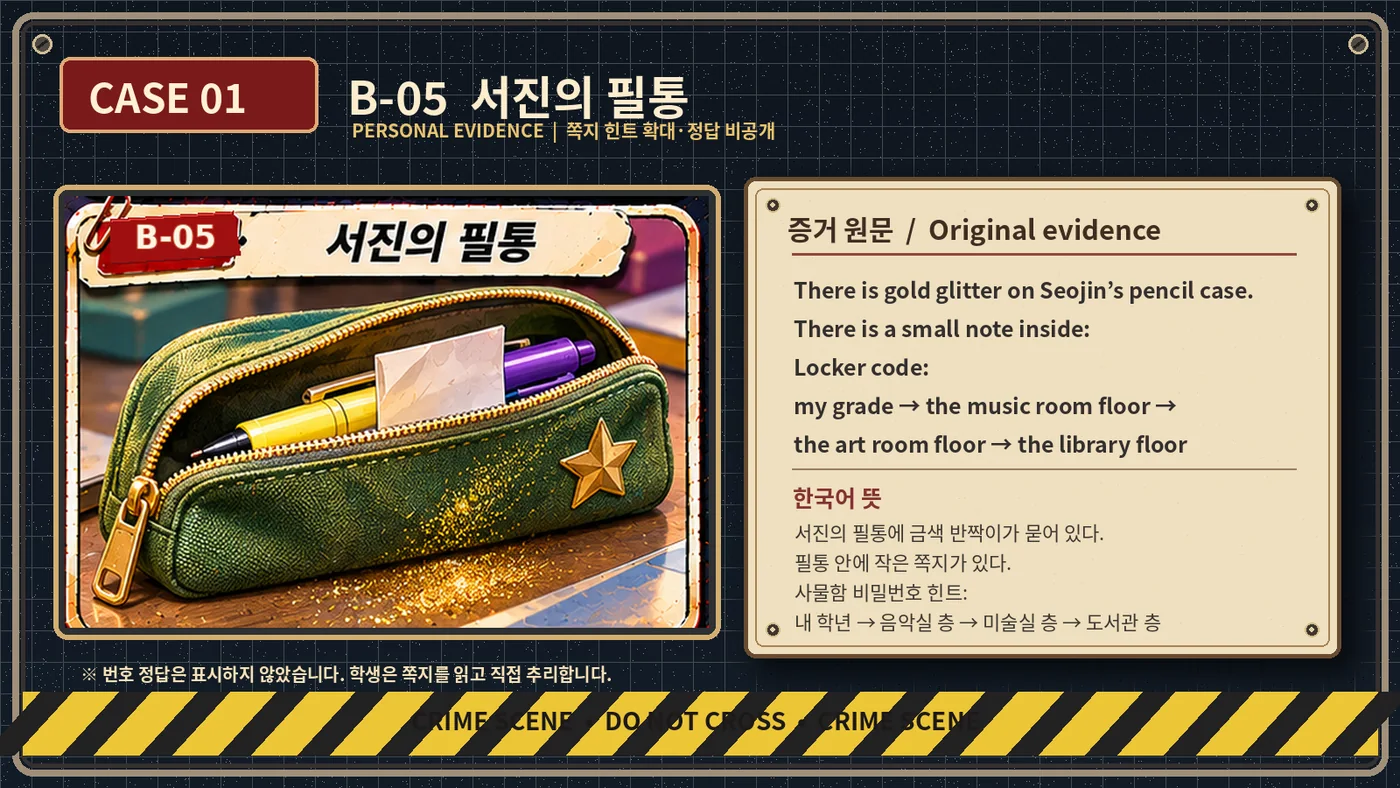 CASE 01
B-05 서진의 필통
PERSONAL EVIDENCE | 쪽지 힌트 확대·정답 비공개
B-05
서진의 필통
증거 원문 / Original evidence
There is gold glitter on Seojin’s pencil case.
There is a small note inside:
Locker code:
my grade → the music room floor →
the art room floor → the library floor
한국어 뜻
서진의 필통에 금색 반짝이가 묻어 있다.
필통 안에 작은 쪽지가 있다.
사물함 비밀번호 힌트:
내 학년 → 음악실 층 → 미술실 층 → 도서관 층
※ 번호 정답은 표시하지 않았습니다. 학생은 쪽지를 읽고 직접 추리합니다.
CRIME SCENE • DO NOT CROSS • CRIME SCENE